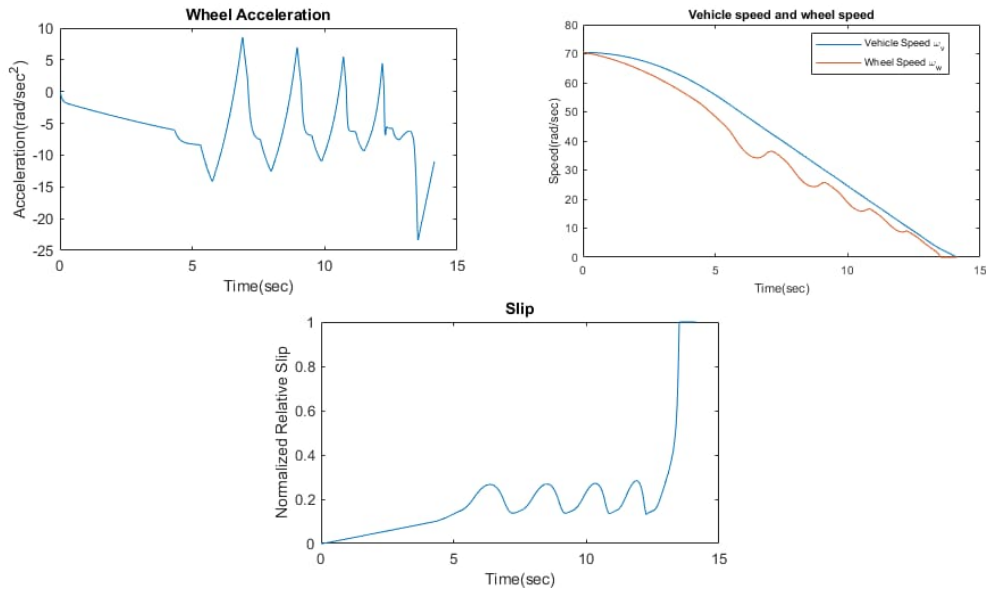 Wheel Acceleration
10
5
0
-5
-10
-15
-20
-25
Acceleration(rad/sec²)
0 5 10 15
Time(sec)
Vehicle speed and wheel speed
80
70
60
50
40
30
20
10
0
Speed(rad/sec)
Vehicle Speed ω_v
Wheel Speed ω_w
0 5 10 15
Time(sec)
Slip
1
0.8
0.6
0.4
0.2
0
Normalized Relative Slip
0 5 10 15
Time(sec)